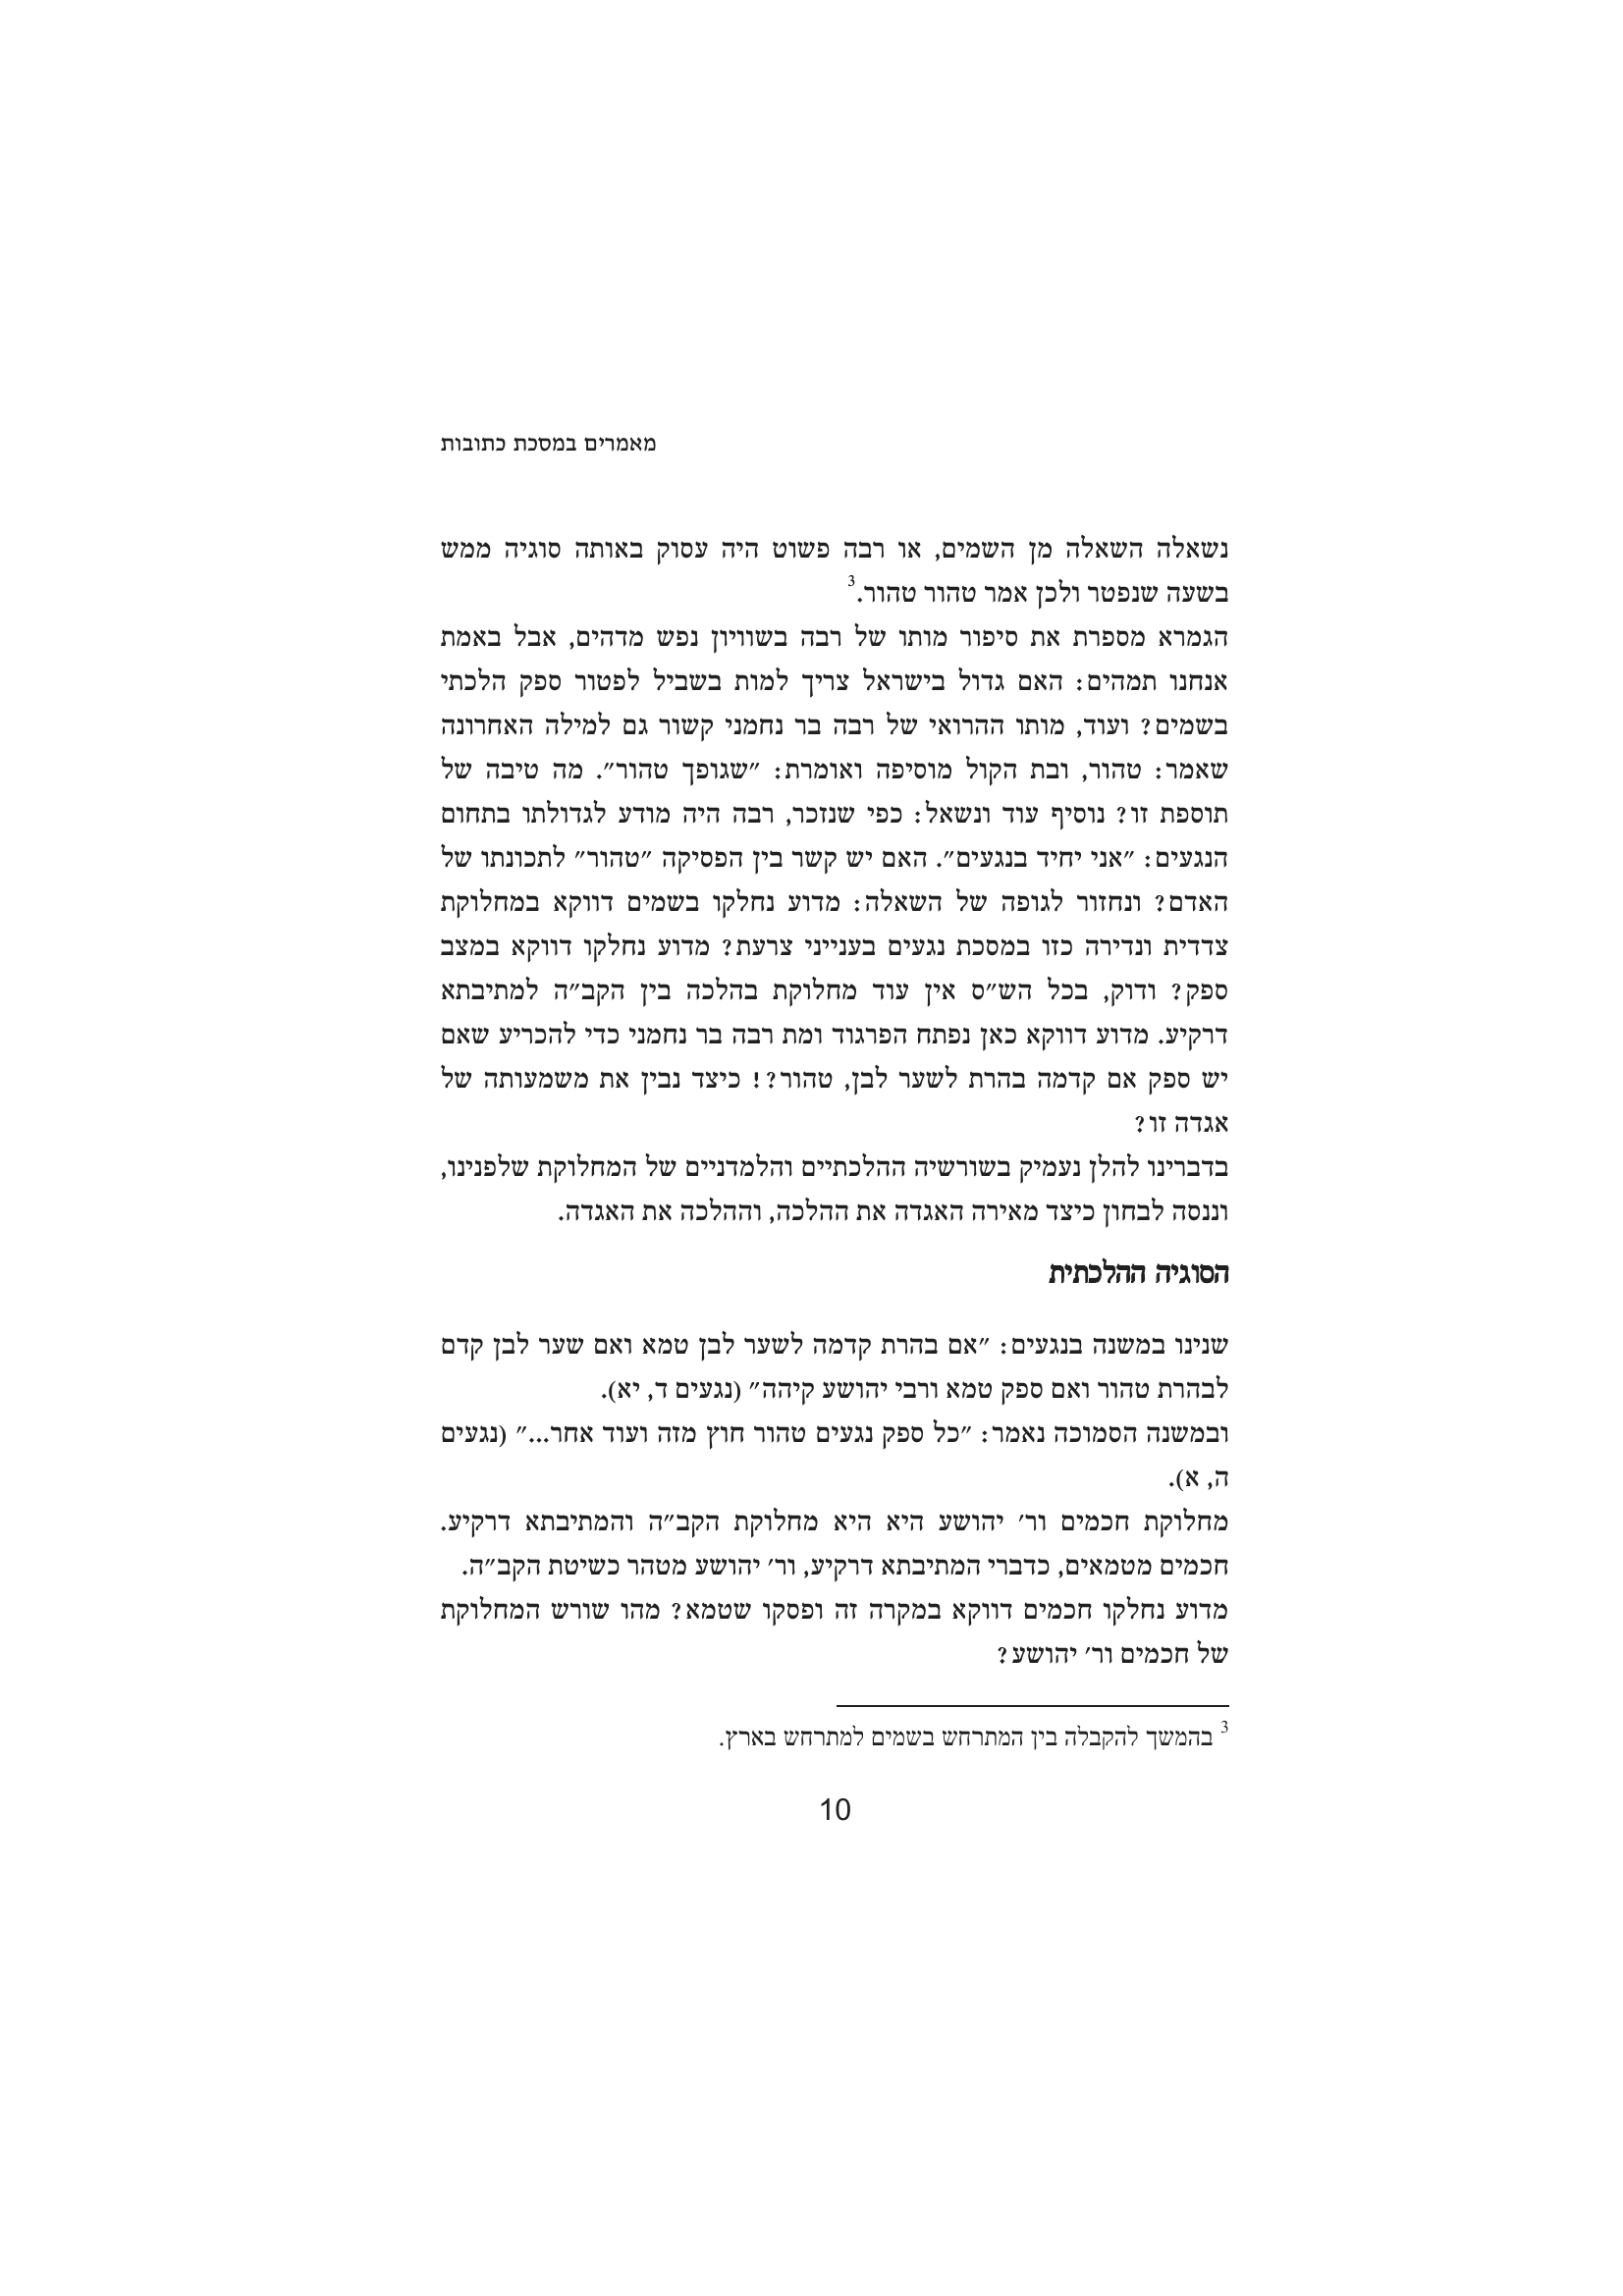 מאמרים במסכת כתובות
נשאלה השאלה מן השמים, או רבה פשוט היה עסוק באותה סוגיה ממש
בשעה שנפטר ולכן אמר טהור טהור.3
הגמרא מספרת את סיפור מותו של רבה בשוויון נפש מדהים, אבל באמת
אנחנו תמהים: האם גדול בישראל צריך למות בשביל לפטור ספק הלכתי
בשמים? ועוד, מותו ההרואי של רבה בר נחמני קשור גם למילה האחרונה
שאמר: טהור, ובת הקול מוסיפה ואומרת: "שגופך טהור". מה טיבה של
תוספת זו? נוסיף עוד ונשאל: כפי שנזכר, רבה היה מודע לגדולתו בתחום
הנגעים: "אני יחיד בנגעים". האם יש קשר בין הפסיקה "טהור" לתכונתו של
האדם? ונחזור לגופה של השאלה: מדוע נחלקו בשמים דווקא במחלוקת
צדדית ונדירה כזו במסכת נגעים בענייני צרעת? מדוע נחלקו דווקא במצב
ספק? ודוק, בכל הש"ס אין עוד מחלוקת בהלכה בין הקב"ה למתיבתא
דרקיע. מדוע דווקא כאן נפתח הפרגוד ומת רבה בר נחמני כדי להכריע שאם
יש ספק אם קדמה בהרת לשער לבן, טהור?! כיצד נבין את משמעותה של
אגדה זו?
בדברינו להלן נעמיק בשורשיה ההלכתיים והלמדניים של המחלוקת שלפנינו,
וננסה לבחון כיצד מאירה האגדה את ההלכה, וההלכה את האגדה.
הסוגיה ההלכתית
שנינו במשנה בנגעים: "אם בהרת קדמה לשער לבן טמא ואם שער לבן קדם
לבהרת טהור ואם ספק טמא ורבי יהושע קיהה" (נגעים ד, יא).
ובמשנה הסמוכה נאמר: "כל ספק נגעים טהור חוץ מזה ועוד אחר..." (נגעים
ה, א).
מחלוקת חכמים ור' יהושע היא היא מחלוקת הקב"ה והמתיבתא דרקיע.
חכמים מטמאים, כדברי המתיבתא דרקיע, ור' יהושע מטהר כשיטת הקב"ה.
מדוע נחלקו חכמים דווקא במקרה זה ופסקו שטמא? מהו שורש המחלוקת
של חכמים ור' יהושע?
3 בהמשך להקבלה בין המתרחש בשמים למתרחש בארץ.
10